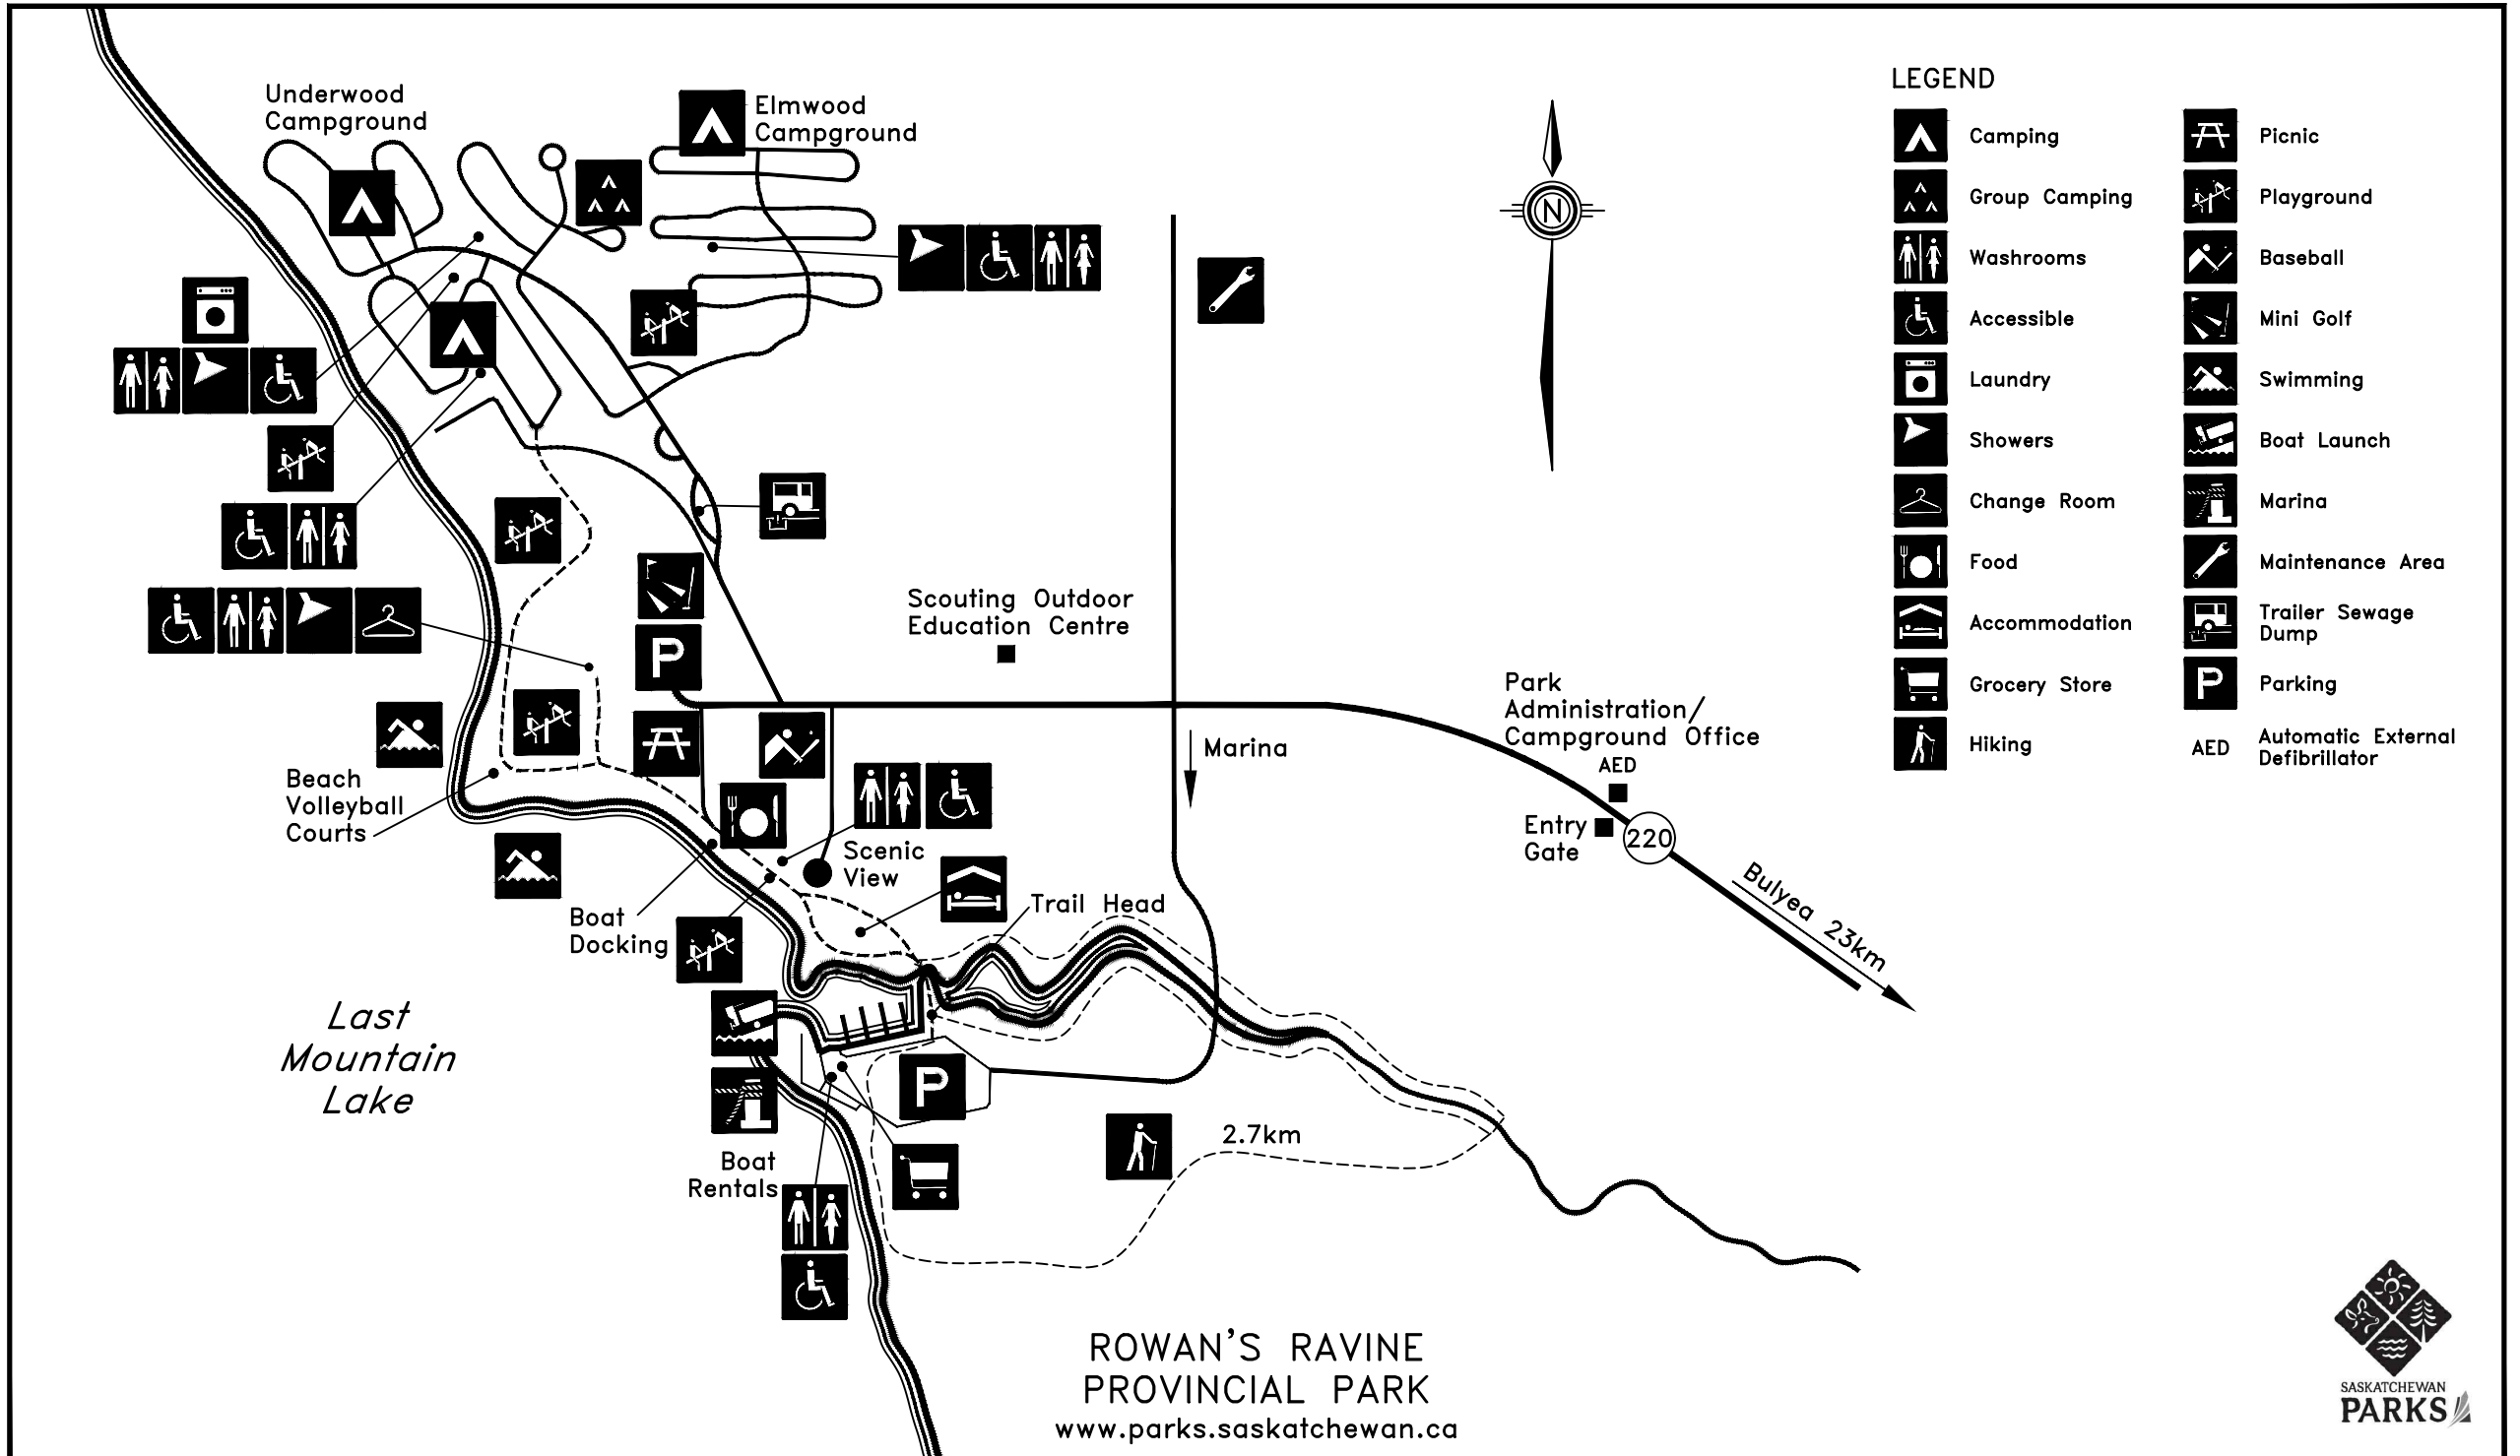 Underwood
Campground
Elmwood
Campground
N
P
Scouting Outdoor
Education Centre
Beach
Volleyball
Courts
Marina
Park
Administration/
Campground Office
AED
Entry
Gate
220
Bulyea 23km
Scenic
View
Boat
Docking
Trail Head
Last
Mountain
Lake
P
2.7km
Boat
Rentals
ROWAN'S RAVINE
PROVINCIAL PARK
www.parks.saskatchewan.ca
LEGEND
Camping
Group Camping
Washrooms
Accessible
Laundry
Showers
Change Room
Food
Accommodation
Grocery Store
Hiking
Picnic
Playground
Baseball
Mini Golf
Swimming
Boat Launch
Marina
Maintenance Area
Trailer Sewage
Dump
P Parking
AED Automatic External
Defibrillator
SASKATCHEWAN
PARKS